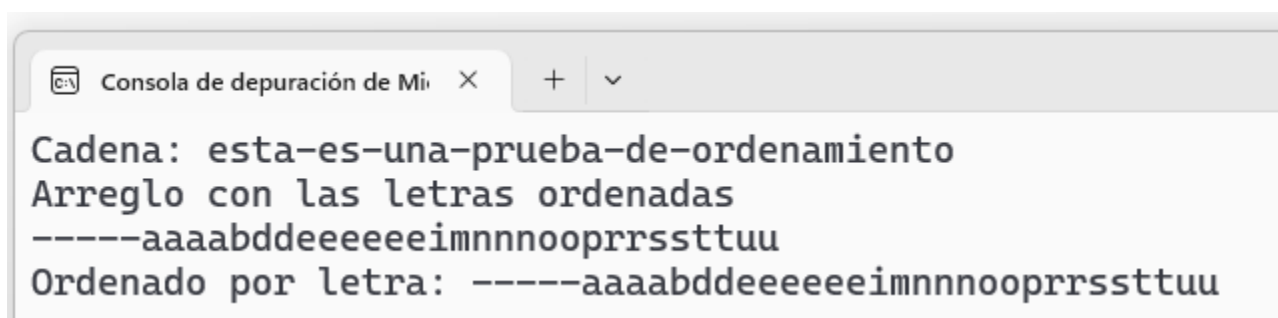 Consola de depuración de Mi
Cadena: esta-es-una-prueba-de-ordenamiento
Arreglo con las letras ordenadas
-----aaaabddeeeeeeimnnnooprrssttuu
Ordenado por letra: -----aaaabddeeeeeeimnnnooprrssttuu